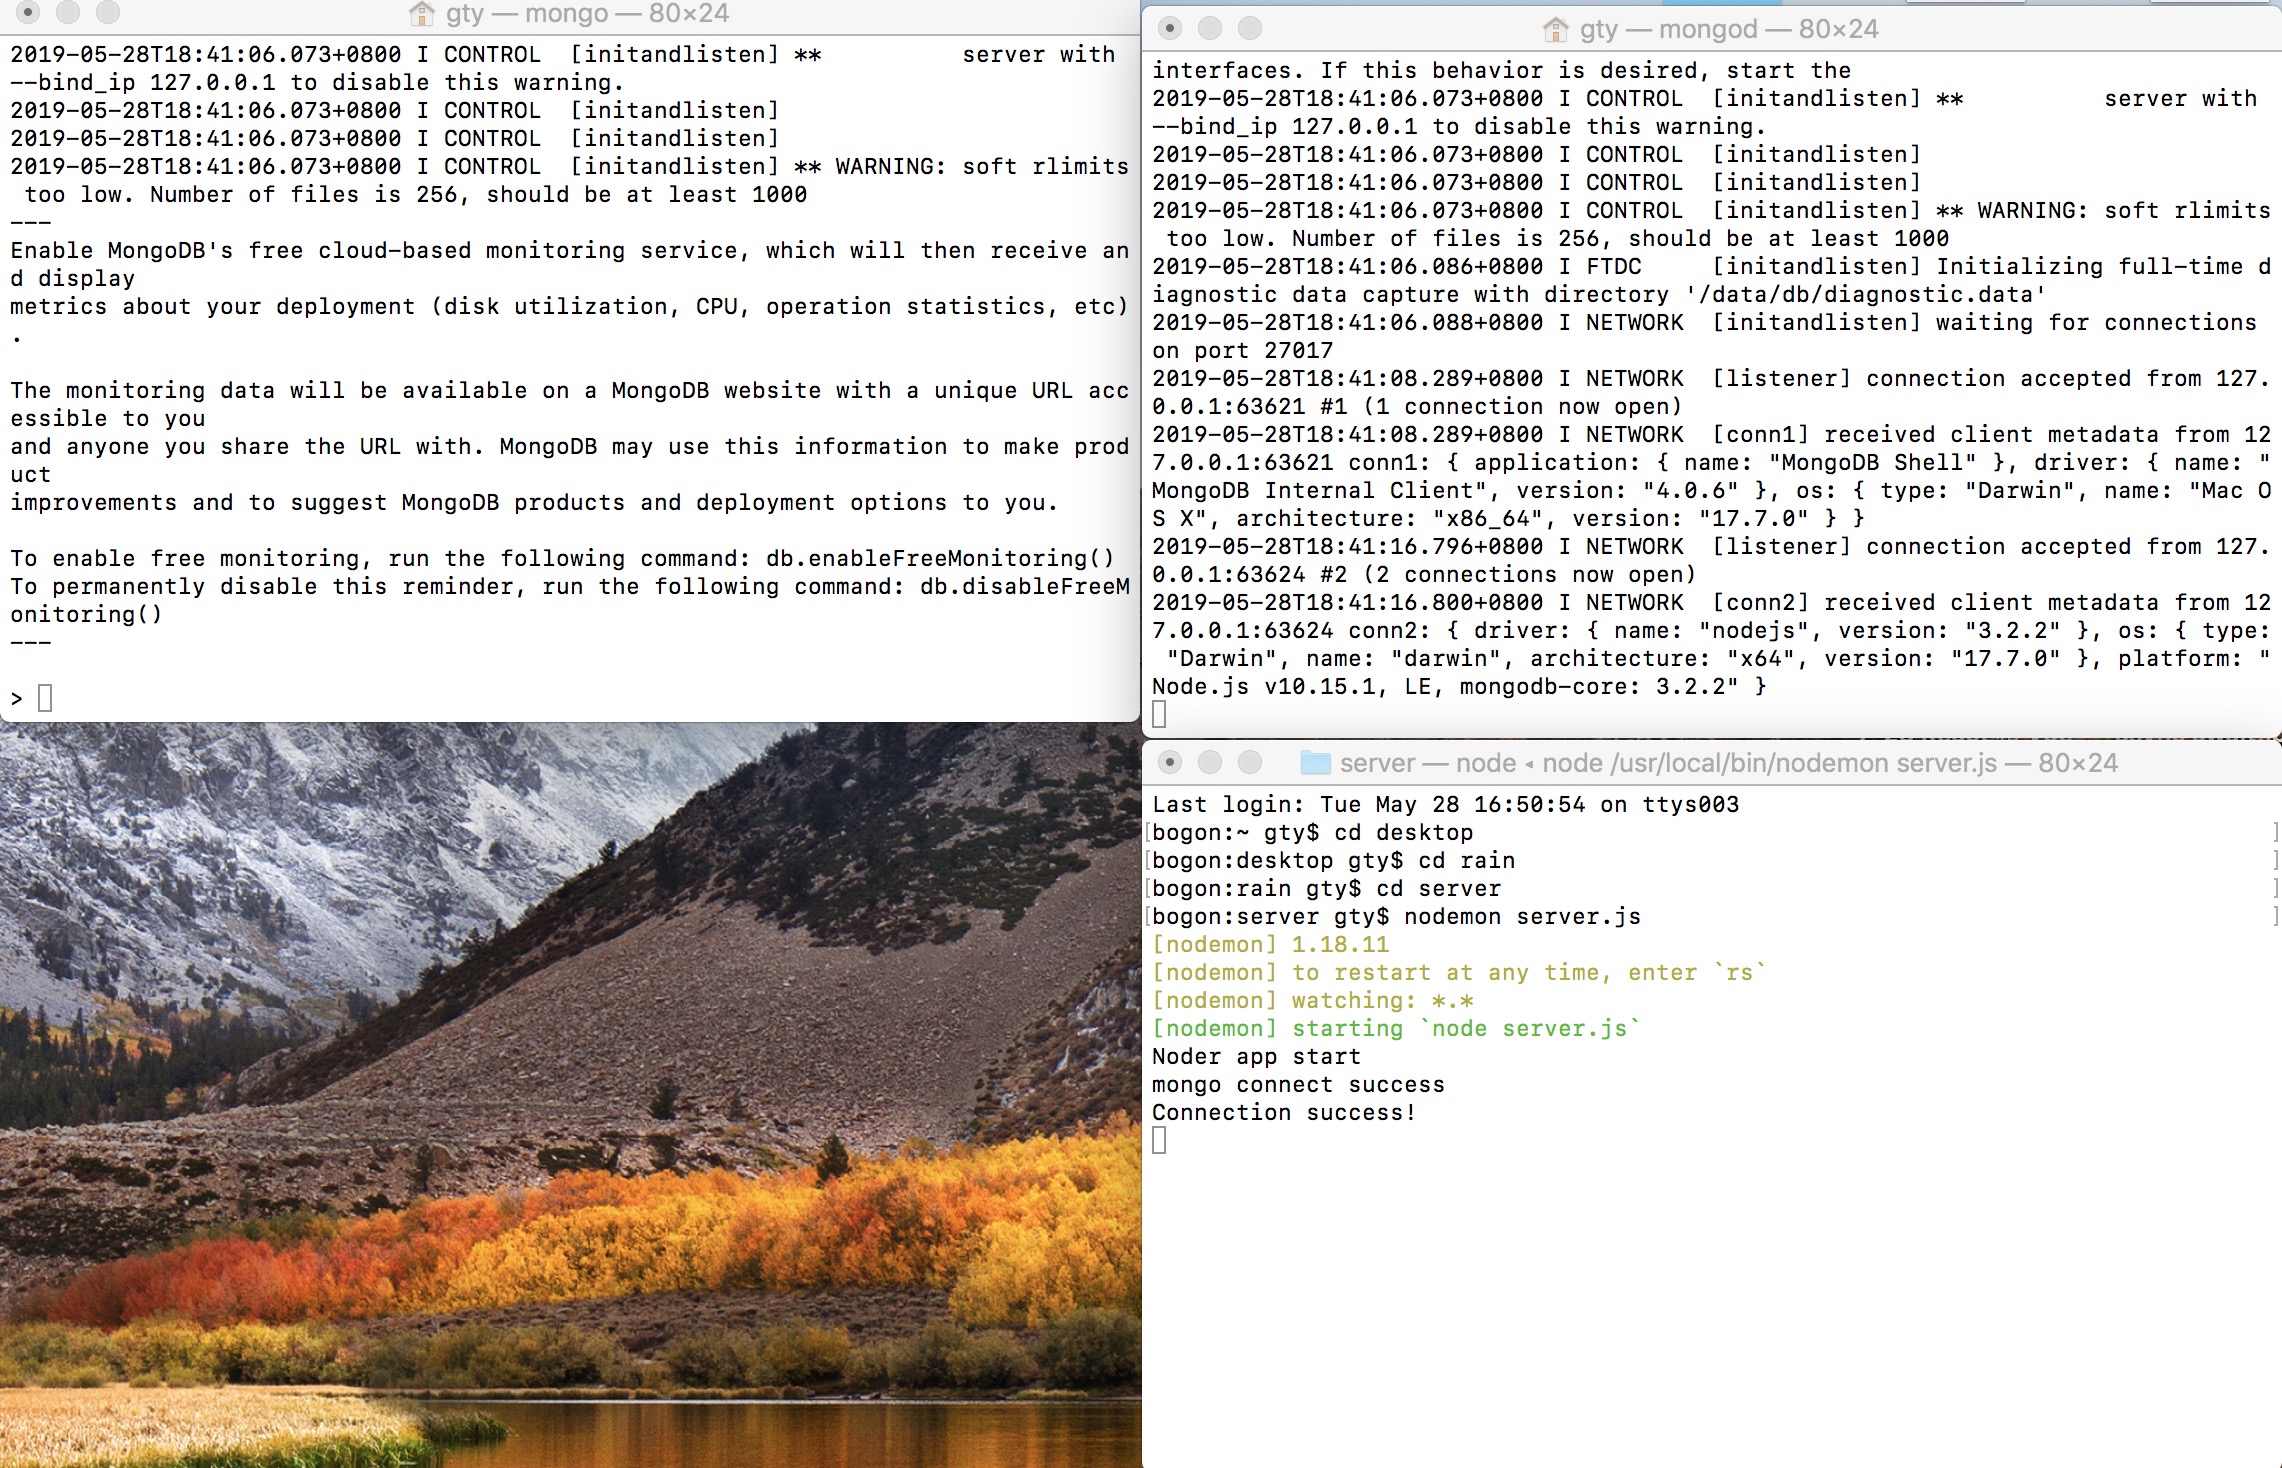 gty — mongo — 80×24
2019-05-28T18:41:06.073+0800 I CONTROL  [initandlisten] **          server with
--bind_ip 127.0.0.1 to disable this warning.
2019-05-28T18:41:06.073+0800 I CONTROL  [initandlisten]
2019-05-28T18:41:06.073+0800 I CONTROL  [initandlisten]
2019-05-28T18:41:06.073+0800 I CONTROL  [initandlisten] ** WARNING: soft rlimits
 too low. Number of files is 256, should be at least 1000
---
Enable MongoDB's free cloud-based monitoring service, which will then receive an
d display
metrics about your deployment (disk utilization, CPU, operation statistics, etc)
.
The monitoring data will be available on a MongoDB website with a unique URL acc
essible to you
and anyone you share the URL with. MongoDB may use this information to make prod
uct
improvements and to suggest MongoDB products and deployment options to you.
To enable free monitoring, run the following command: db.enableFreeMonitoring()
To permanently disable this reminder, run the following command: db.disableFreeM
onitoring()
---
>
gty — mongod — 80×24
interfaces. If this behavior is desired, start the
2019-05-28T18:41:06.073+0800 I CONTROL  [initandlisten] **          server with
--bind_ip 127.0.0.1 to disable this warning.
2019-05-28T18:41:06.073+0800 I CONTROL  [initandlisten]
2019-05-28T18:41:06.073+0800 I CONTROL  [initandlisten]
2019-05-28T18:41:06.073+0800 I CONTROL  [initandlisten] ** WARNING: soft rlimits
 too low. Number of files is 256, should be at least 1000
2019-05-28T18:41:06.086+0800 I FTDC     [initandlisten] Initializing full-time d
iagnostic data capture with directory '/data/db/diagnostic.data'
2019-05-28T18:41:06.088+0800 I NETWORK  [initandlisten] waiting for connections
on port 27017
2019-05-28T18:41:08.289+0800 I NETWORK  [listener] connection accepted from 127.
0.0.1:63621 #1 (1 connection now open)
2019-05-28T18:41:08.289+0800 I NETWORK  [conn1] received client metadata from 12
7.0.0.1:63621 conn1: { application: { name: "MongoDB Shell" }, driver: { name: "
MongoDB Internal Client", version: "4.0.6" }, os: { type: "Darwin", name: "Mac O
S X", architecture: "x86_64", version: "17.7.0" } }
2019-05-28T18:41:16.796+0800 I NETWORK  [listener] connection accepted from 127.
0.0.1:63624 #2 (2 connections now open)
2019-05-28T18:41:16.800+0800 I NETWORK  [conn2] received client metadata from 12
7.0.0.1:63624 conn2: { driver: { name: "nodejs", version: "3.2.2" }, os: { type:
 "Darwin", name: "darwin", architecture: "x64", version: "17.7.0" }, platform: "
Node.js v10.15.1, LE, mongodb-core: 3.2.2" }
server — node ◂ node /usr/local/bin/nodemon server.js — 80×24
Last login: Tue May 28 16:50:54 on ttys003
[bogon:~ gty$ cd desktop ]
[bogon:desktop gty$ cd rain ]
[bogon:rain gty$ cd server ]
[bogon:server gty$ nodemon server.js ]
[nodemon] 1.18.11
[nodemon] to restart at any time, enter `rs`
[nodemon] watching: *.*
[nodemon] starting `node server.js`
Noder app start
mongo connect success
Connection success!